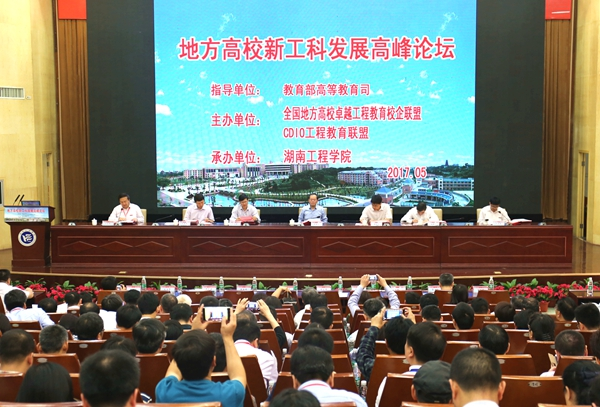 地方高校新工科发展高峰论坛
指导单位： 教育部高等教育司
主办单位： 全国地方高校卓越工程教育校企联盟
CDIO工程教育联盟
承办单位： 湖南工程学院
2017.05